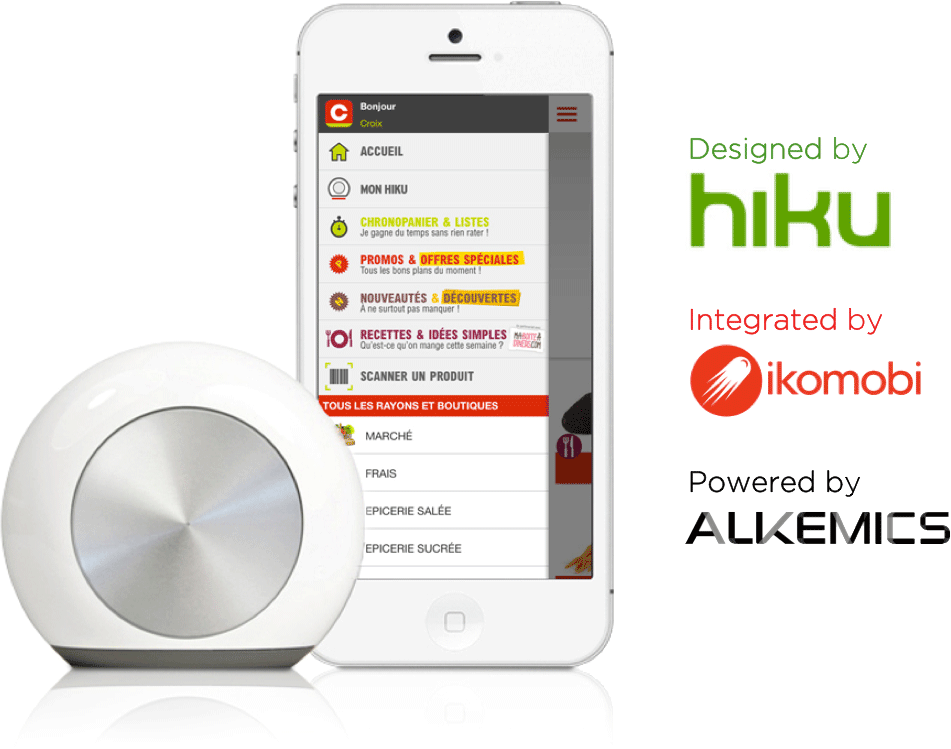 C
Bonjour
Croix
ACCUEIL
MON HIKU
CHRONOPANIER & LISTES
Je gagne du temps sans rien rater !
PROMOS & OFFRES SPÉCIALES
Tous les bons plans du moment !
NOUVEAUTÉS & DÉCOUVERTES
A ne surtout pas manquer !
RECETTES & IDÉES SIMPLES
Qu'est-ce qu'on mange cette semaine ?
SCANNER UN PRODUIT
TOUS LES RAYONS ET BOUTIQUES
MARCHÉ
FRAIS
EPICERIE SALÉE
EPICERIE SUCRÉE
Designed by
hiku
Integrated by
ikomobi
Powered by
ALKEMICS